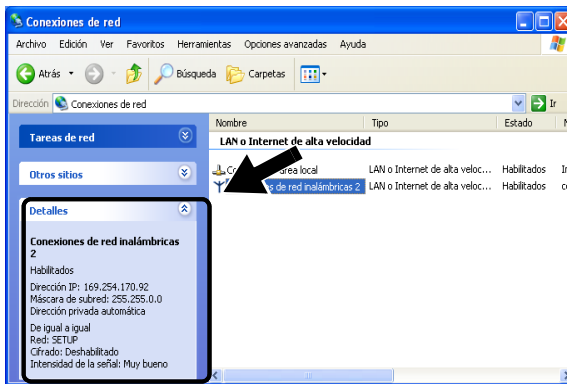 Conexiones de red
Archivo Edición Ver Favoritos Herramientas Opciones avanzadas Ayuda
Atrás Búsqueda Carpetas
Dirección Conexiones de red Ir
Nombre Tipo Estado
Tareas de red
LAN o Internet de alta velocidad
área local LAN o Internet de alta veloc... Habilitados
Otros sitios
es de red inalámbricas 2 LAN o Internet de alta veloc... Habilitados
Detalles
Conexiones de red inalámbricas
2
Habilitados
Dirección IP: 169.254.170.92
Máscara de subred: 255.255.0.0
Dirección privada automática
De igual a igual
Red: SETUP
Cifrado: Deshabilitado
Intensidad de la señal: Muy bueno